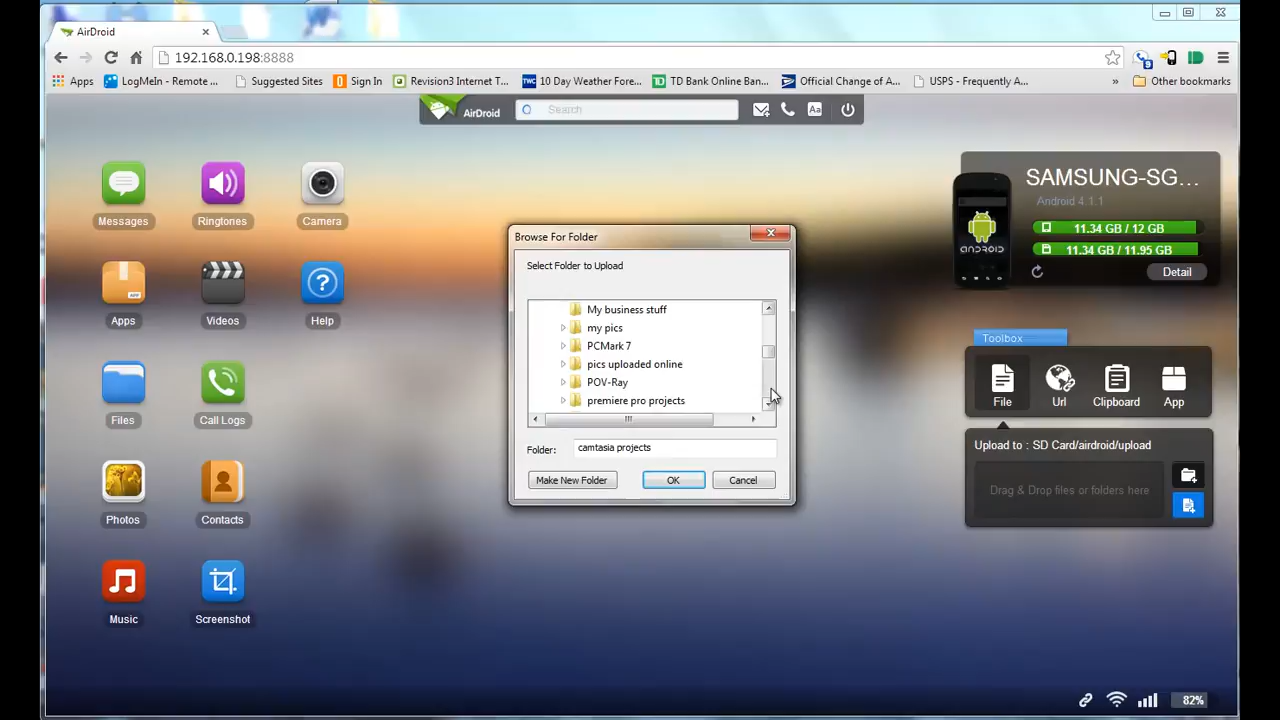 AirDroid
192.168.0.198:8888
Apps
LogMeIn - Remote ...
Suggested Sites
Sign In
Revision3 Internet T...
10 Day Weather Fore...
TD Bank Online Ban...
Official Change of A...
USPS - Frequently A...
»
Other bookmarks
AirDroid
Search
Aa
Messages
Ringtones
Camera
Apps
Videos
Help
Files
Call Logs
Photos
Contacts
Music
Screenshot
Browse For Folder
Select Folder to Upload
My business stuff
my pics
PCMark 7
pics uploaded online
POV-Ray
premiere pro projects
Folder: camtasia projects
Make New Folder
OK
Cancel
SAMSUNG-SG...
Android 4.1.1
11.34 GB / 12 GB
11.34 GB / 11.95 GB
Detail
ANDROID
Toolbox
File
Url
Clipboard
App
Upload to : SD Card/airdroid/upload
Drag & Drop files or folders here
82%